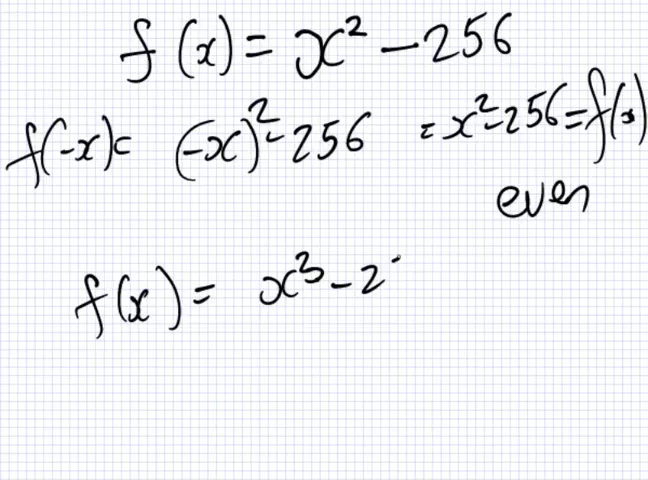 f(x) = x² - 256
f(-x) = (-x)² - 256 = x² - 256 = f(x)
even
f(x) = x³ - 2